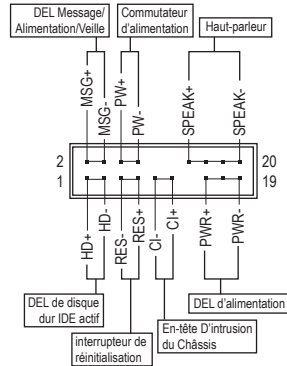 DEL Message/
Alimentation/Veille
Commutateur
d'alimentation
Haut-parleur
MSG+
MSG-
PW+
PW-
SPEAK+
SPEAK-
2
20
1
19
HD+
HD-
RES-
RES+
CI-
CI+
PWR+
PWR-
DEL de disque
dur IDE actif
interrupteur de
réinitialisation
En-tête D'intrusion
du Châssis
DEL d'alimentation